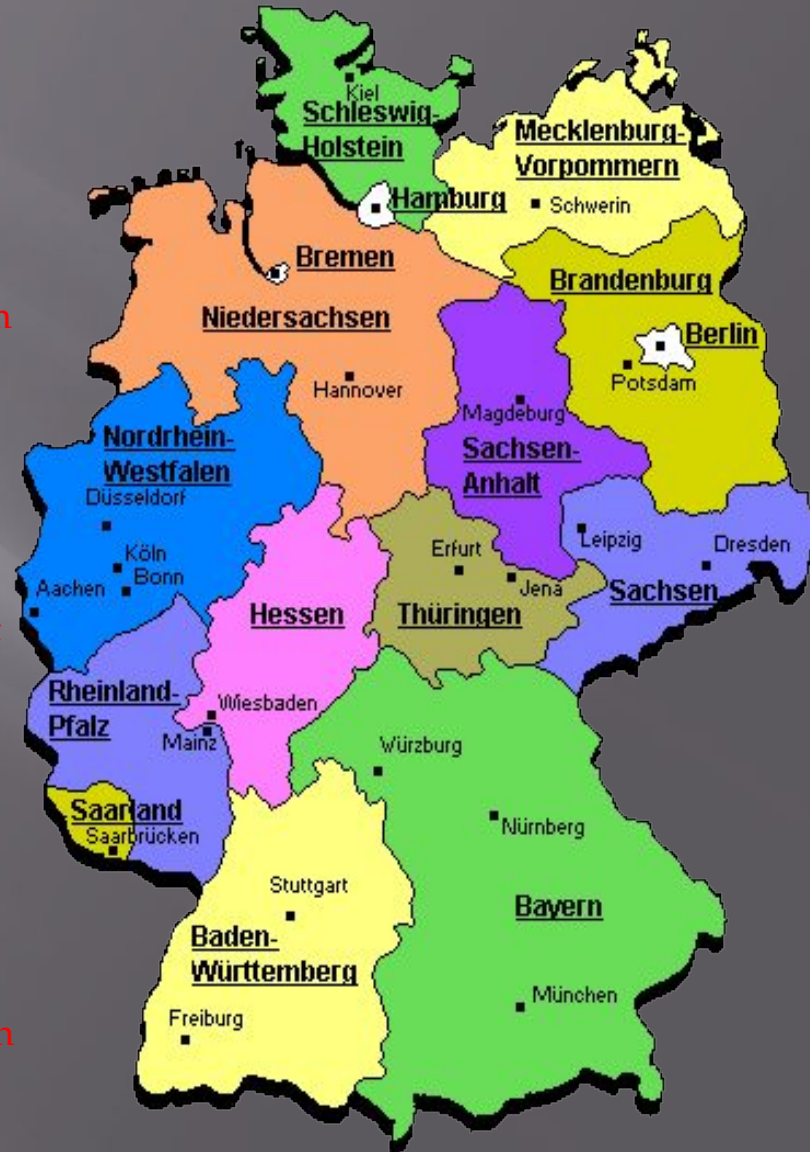 Kiel
Schleswig-
Holstein
Mecklenburg-
Vorpommern
Hamburg
Schwerin
Bremen
Brandenburg
n
Niedersachsen
Berlin
Hannover
Potsdam
Magdeburg
Nordrhein-
Westfalen
Sachsen-
Anhalt
Düsseldorf
Leipzig
Dresden
Köln
Erfurt
Bonn
Aachen
Jena
Sachsen
Hessen
Thüringen
Rheinland-
Pfalz
Wiesbaden
Mainz
Würzburg
Saarland
Saarbrücken
Nürnberg
Stuttgart
Bayern
Baden-
Württemberg
München
Freiburg
n